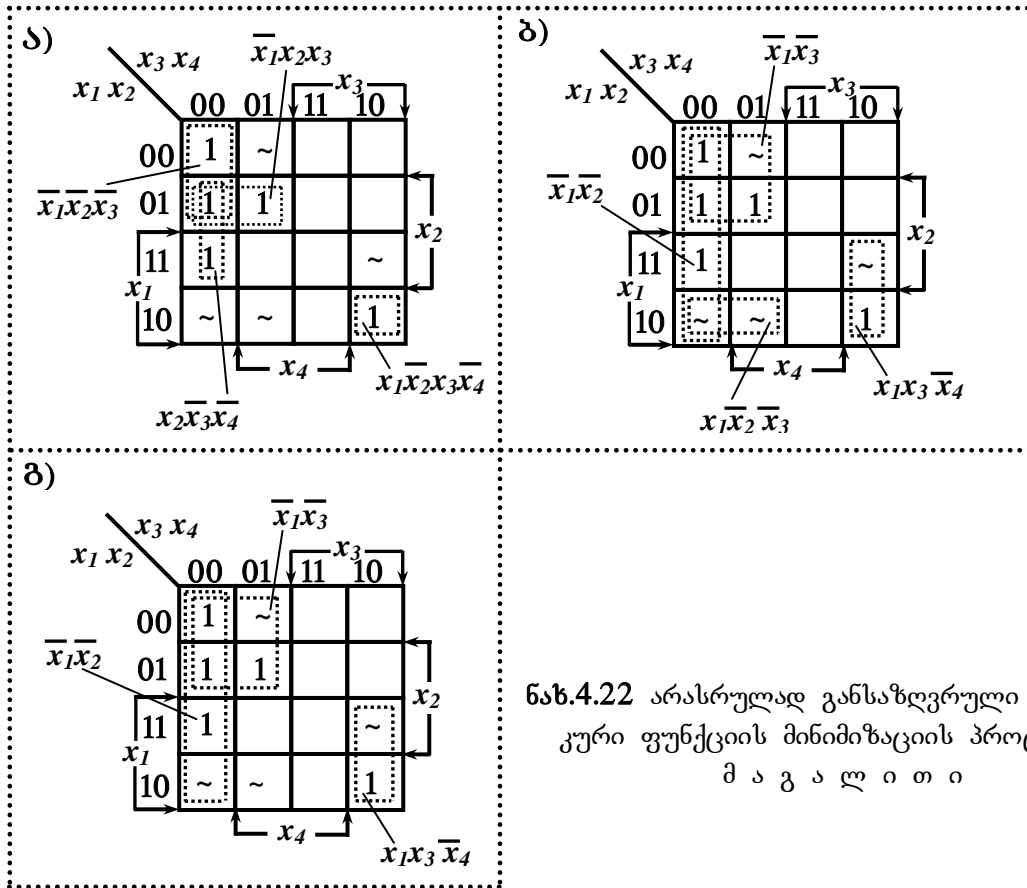 ა)
x̅₁x₂x₃
x₃ x₄
x₁ x₂
x₃
00 01 11 10
00 1 ~
x̅₁x̅₂x̅₃
01 1 1
x₂
11 1 ~
x₁
10 ~ ~ 1
x₄
x₁x̅₂x₃x̅₄
x₂x̅₃x̅₄
ბ)
x̅₁x̅₃
x₃ x₄
x₁ x₂
x₃
00 01 11 10
00 1 ~
x̅₁x̅₂
01 1 1
x₂
11 1 ~
x₁
10 ~ ~ 1
x₄
x₁x₃x̅₄
x₁x̅₂x̅₃
გ)
x̅₁x̅₃
x₃ x₄
x₁ x₂
x₃
00 01 11 10
00 1 ~
x̅₁x̅₂
01 1 1
x₂
11 1 ~
x₁
10 ~ ~ 1
x₄
x₁x₃x̅₄
ნახ.4.22 არასრულად განსაზღვრული
კური ფუნქციის მინიმიზაციის
მ ა გ ა ლ ი თ ი